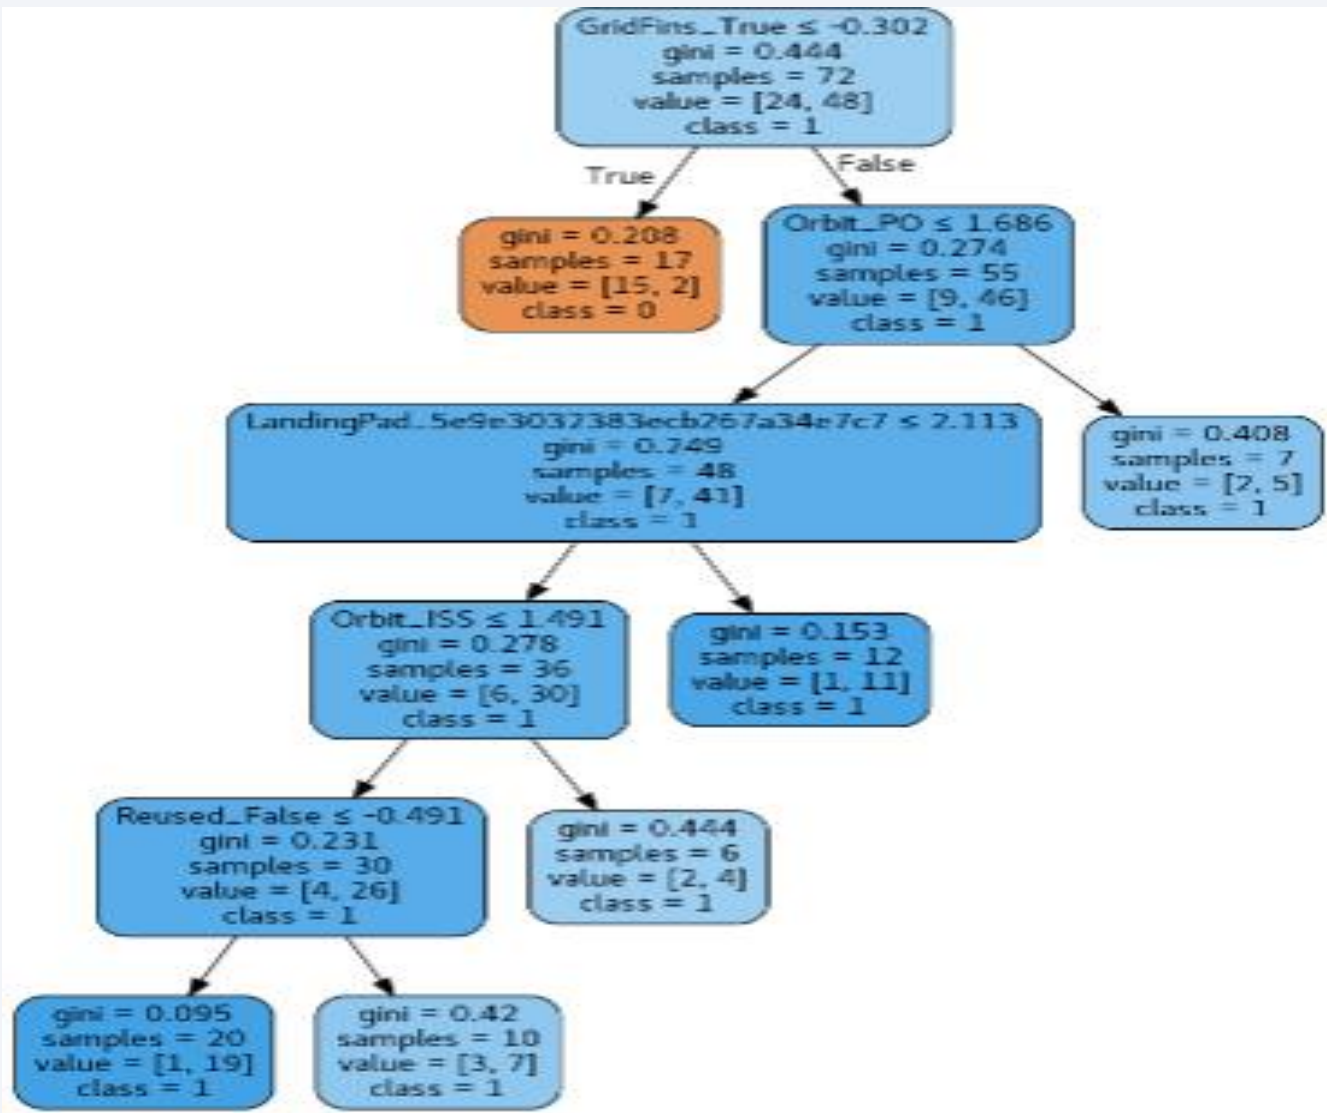 GridFins_True ≤ -0.302
gini = 0.444
samples = 72
value = [24, 48]
class = 1
True
False
gini = 0.208
samples = 17
value = [15, 2]
class = 0
Orbit_PO ≤ 1.686
gini = 0.274
samples = 55
value = [9, 46]
class = 1
LandingPad_5e9e3032383ecb267a34e7c7 ≤ 2.113
gini = 0.249
samples = 48
value = [7, 41]
class = 1
gini = 0.408
samples = 7
value = [2, 5]
class = 1
Orbit_ISS ≤ 1.491
gini = 0.278
samples = 36
value = [6, 30]
class = 1
gini = 0.153
samples = 12
value = [1, 11]
class = 1
Reused_False ≤ -0.491
gini = 0.231
samples = 30
value = [4, 26]
class = 1
gini = 0.444
samples = 6
value = [2, 4]
class = 1
gini = 0.095
samples = 20
value = [1, 19]
class = 1
gini = 0.42
samples = 10
value = [3, 7]
class = 1